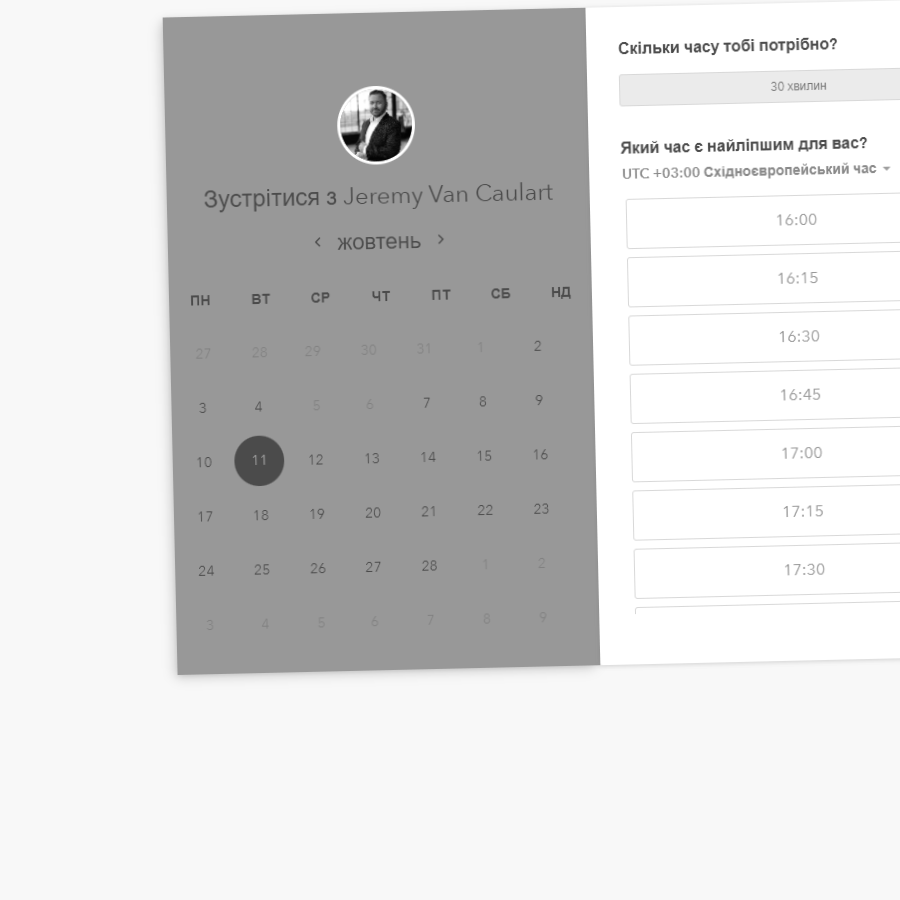 Зустрітися з Jeremy Van Caulart
жовтень
ПН ВТ СР ЧТ ПТ СБ НД
27 28 29 30 31 1 2
3 4 5 6 7 8 9
10 11 12 13 14 15 16
17 18 19 20 21 22 23
24 25 26 27 28 1 2
3 4 5 6 7 8 9
Скільки часу тобі потрібно?
30 хвилин
Який час є найліпшим для вас?
UTC +03:00 Східноєвропейський час
16:00
16:15
16:30
16:45
17:00
17:15
17:30